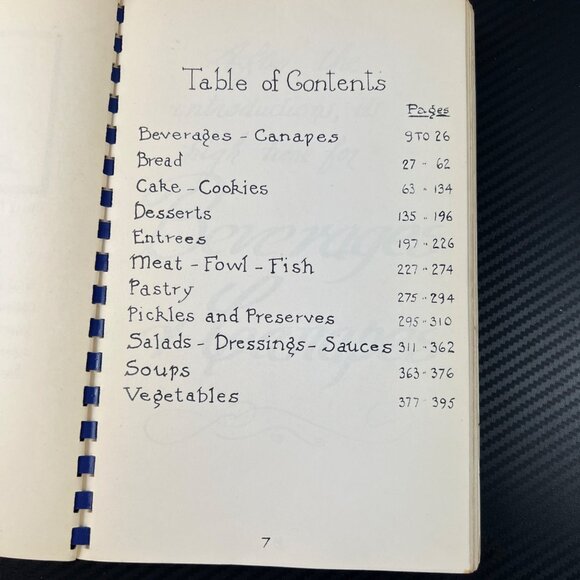 Table of Contents
Pages
Beverages - Canapes 9 TO 26
Bread 27 - 62
Cake - Cookies 63 - 134
Desserts 135 - 196
Entrees 197 - 226
Meat - Fowl - Fish 227 - 274
Pastry 275 - 294
Pickles and Preserves 295 - 310
Salads - Dressings - Sauces 311 - 362
Soups 363 - 376
Vegetables 377 - 395
7